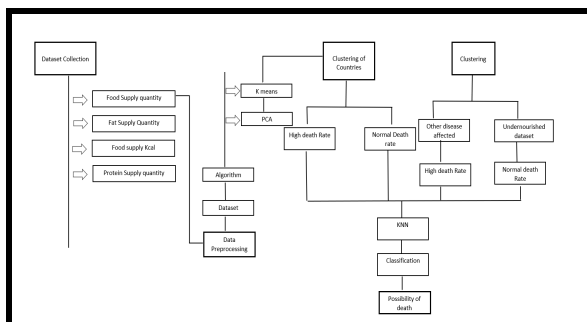 Dataset Collection
Food Supply quantity
Fat Supply Quantity
Food supply Kcal
Protein Supply quantity
K means
PCA
Algorithm
Dataset
Data
Preprocessing
Clustering of
Countries
High death Rate
Normal Death
rate
Clustering
Other disease
affected
Undernourished
dataset
High death Rate
Normal death
Rate
KNN
Classification
Possibility of
death